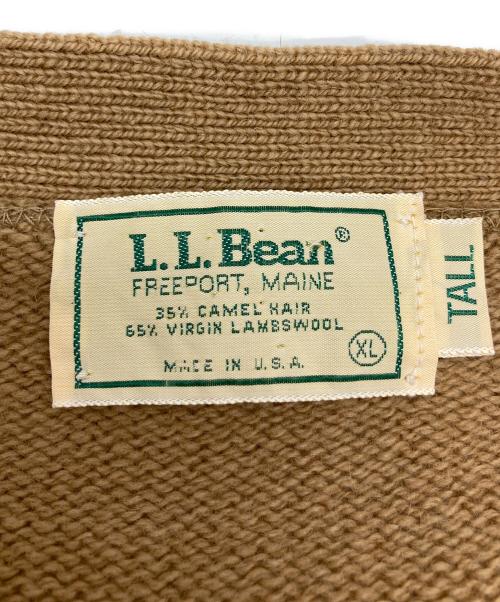 L.L.Bean®
FREEPORT, MAINE
35% CAMEL HAIR
65% VIRGIN LAMBSWOOL
XL
MADE IN U.S.A.
TALL